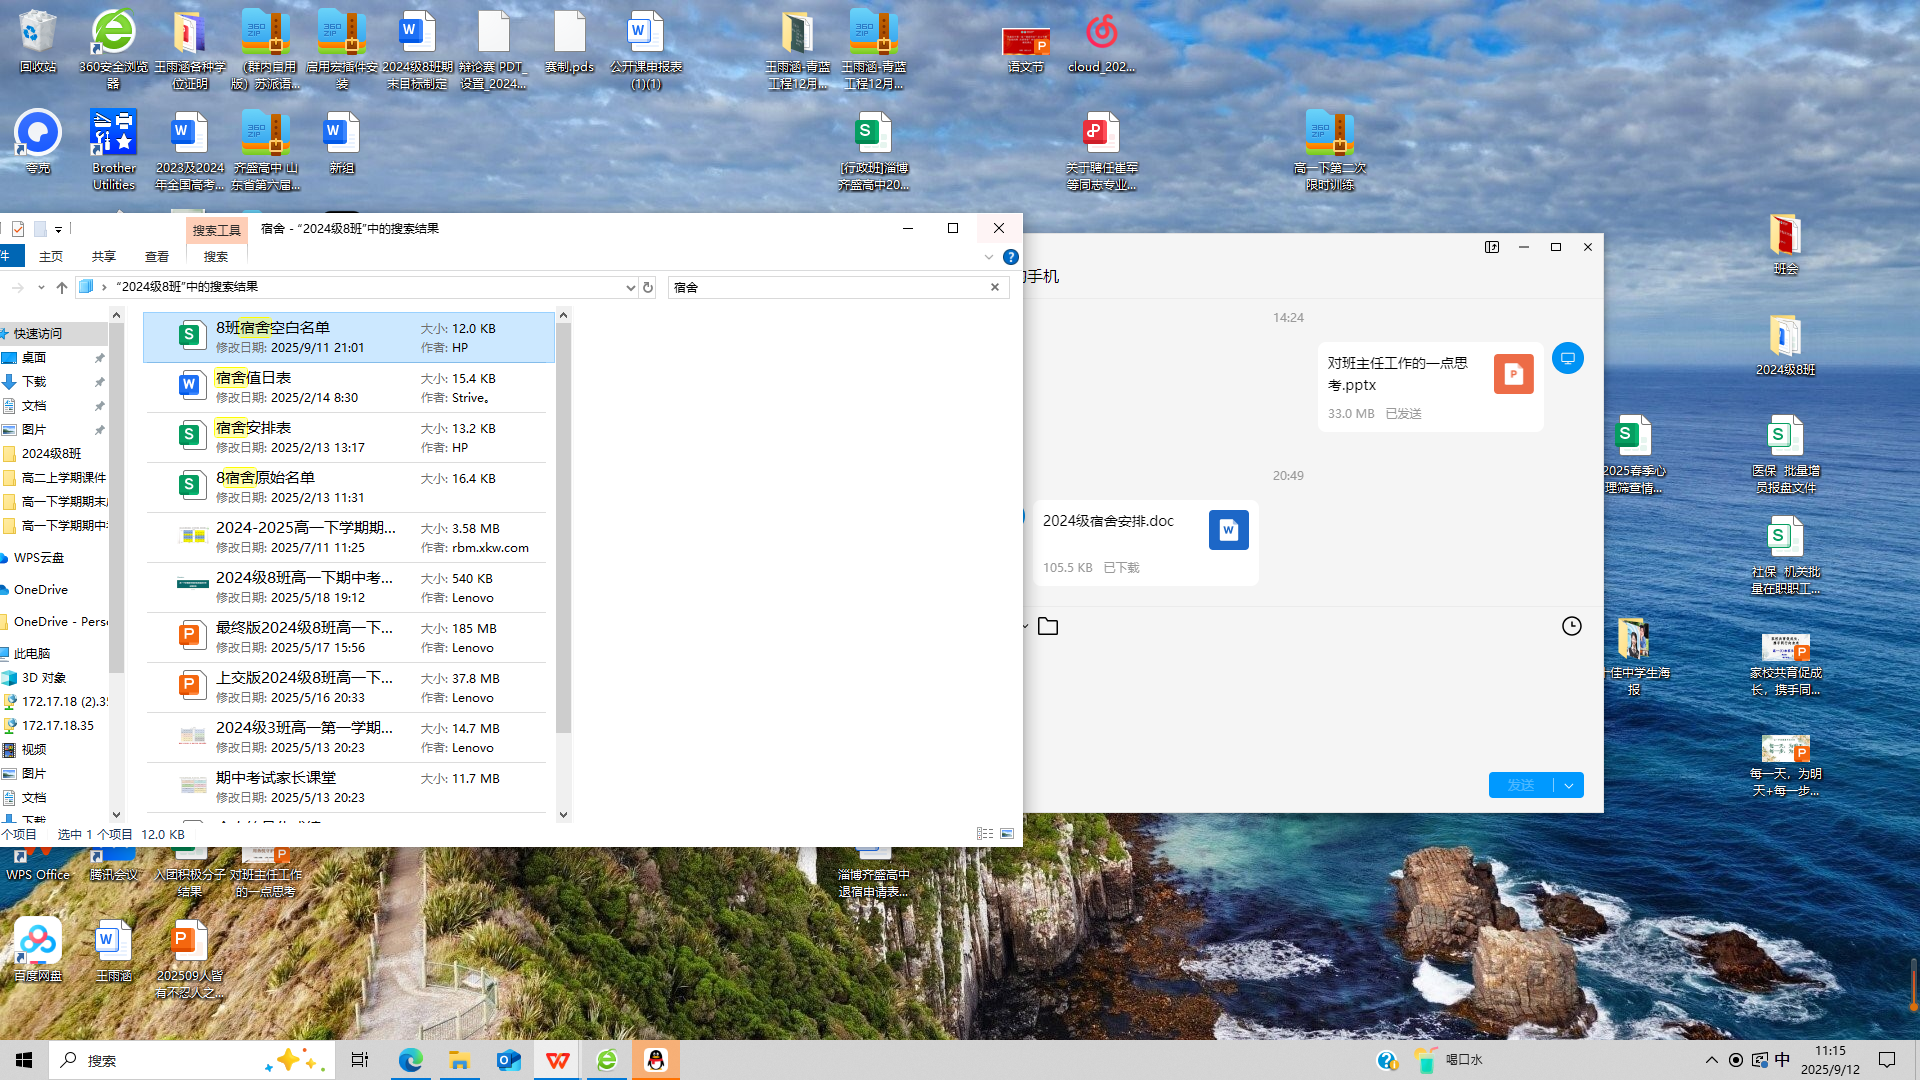 回收站
360安全浏览
器
王雨涵各种学
位证明
(群内自用
版）苏派语...
启用宏插件安
装
2024级8班期
末目标制定
辩论赛 PDT_
设置_2024...
赛制.pds
公开课申报表
(1)(1)
王雨涵-青蓝
工程12月...
王雨涵-青蓝
工程12月...
语文节
cloud_202...
夸克
Brother
Utilities
2023及2024
年全国高考...
齐盛高中 山
东省第六届...
新组
[行政班]淄博
齐盛高中20...
关于聘任崔军
等同志专业...
高一下第二次
限时训练
搜索工具
宿舍 - “2024级8班”中的搜索结果
件
主页
共享
查看
搜索
“2024级8班”中的搜索结果
宿舍
快速访问
桌面
下载
文档
图片
2024级8班
高二上学期课件
高一下学期期末
高一下学期期中
WPS云盘
OneDrive
OneDrive - Pers
此电脑
3D 对象
172.17.18 (2).3
172.17.18.35
视频
图片
文档
下载
8班宿舍空白名单
修改日期: 2025/9/11 21:01
大小: 12.0 KB
作者: HP
宿舍值日表
修改日期: 2025/2/14 8:30
大小: 15.4 KB
作者: Strive。
宿舍安排表
修改日期: 2025/2/13 13:17
大小: 13.2 KB
作者: HP
8宿舍原始名单
修改日期: 2025/2/13 11:31
大小: 16.4 KB
2024-2025高一下学期期...
修改日期: 2025/7/11 11:25
大小: 3.58 MB
作者: rbm.xkw.com
2024级8班高一下期中考...
修改日期: 2025/5/18 19:12
大小: 540 KB
作者: Lenovo
最终版2024级8班高一下...
修改日期: 2025/5/17 15:56
大小: 185 MB
作者: Lenovo
上交版2024级8班高一下...
修改日期: 2025/5/16 20:33
大小: 37.8 MB
作者: Lenovo
2024级3班高一第一学期...
修改日期: 2025/5/13 20:23
大小: 14.7 MB
作者: Lenovo
期中考试家长课堂
修改日期: 2025/5/13 20:23
大小: 11.7 MB
个项目
选中 1 个项目 12.0 KB
手机
14:24
对班主任工作的一点思
考.pptx
33.0 MB 已发送
20:49
2024级宿舍安排.doc
105.5 KB 已下载
发送
班会
2024级8班
2025春季心
理筛查情...
医保_批量增
员报盘文件
社保_机关批
量在职职工...
十佳中学生海
报
家校共育促成
长，携手同...
每一天，为明
天+每一步...
WPS Office
腾讯会议
入团积极分子
结果
对班主任工作
的一点思考
淄博齐盛高中
退宿申请表...
百度网盘
王雨涵
202509人皆
有不忍人之...
搜索
喝口水
中
11:15
2025/9/12